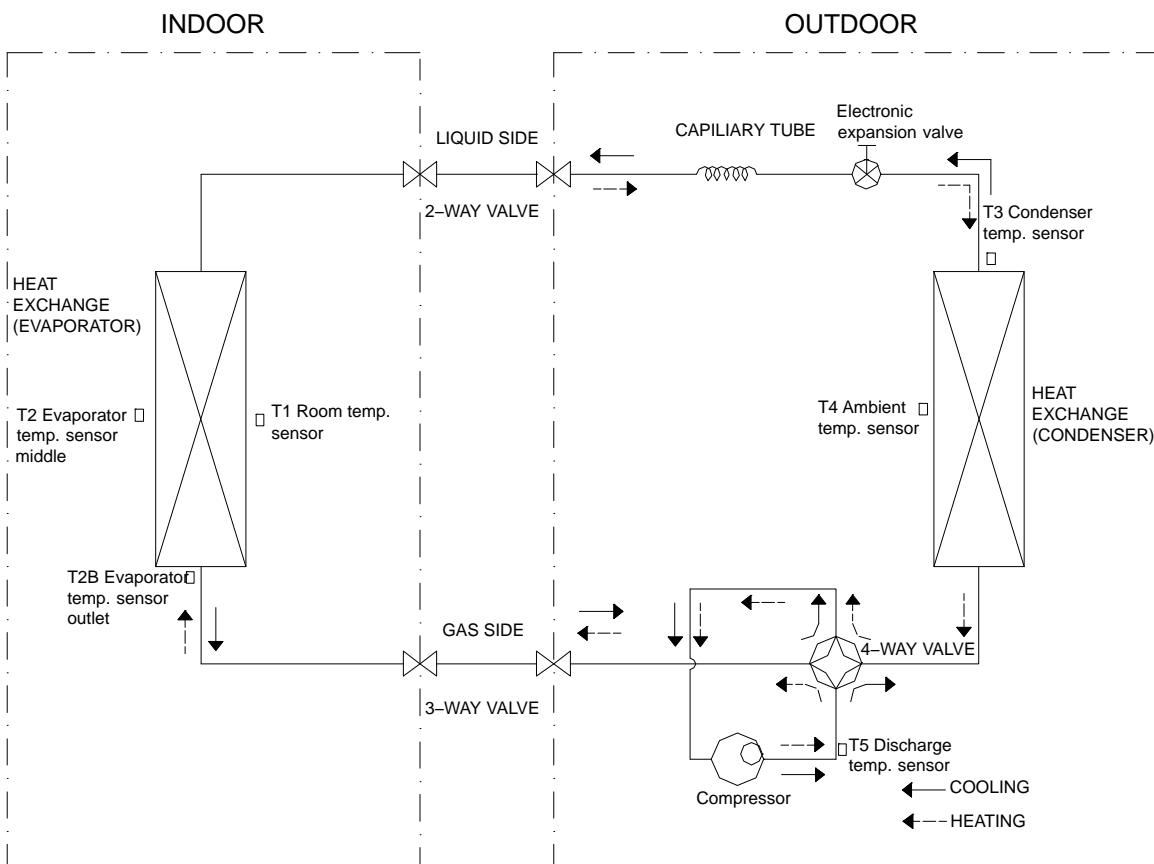 INDOOR
OUTDOOR
LIQUID SIDE
CAPILIARY TUBE
Electronic
expansion valve
2–WAY VALVE
T3 Condenser
temp. sensor
HEAT
EXCHANGE
(EVAPORATOR)
T2 Evaporator
temp. sensor
middle
T1 Room temp.
sensor
T4 Ambient
temp. sensor
HEAT
EXCHANGE
(CONDENSER)
T2B Evaporator
temp. sensor
outlet
GAS SIDE
4–WAY VALVE
3–WAY VALVE
T5 Discharge
temp. sensor
Compressor
COOLING
HEATING